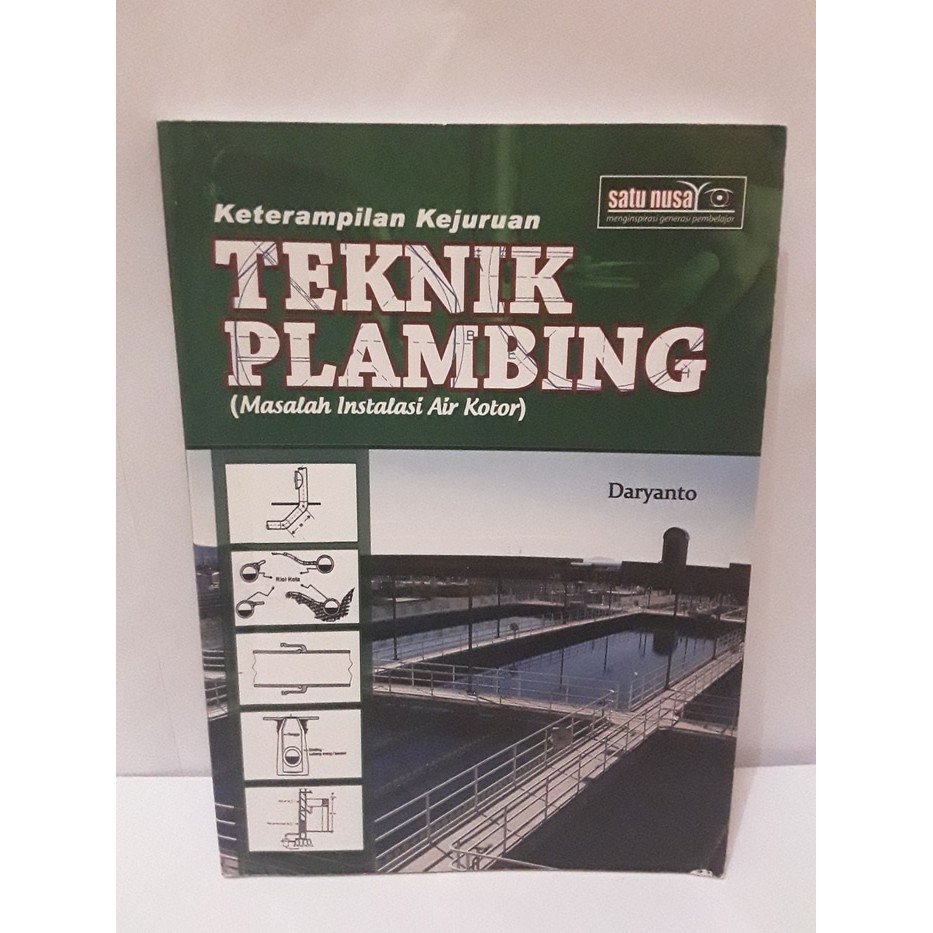 satu nusa
menginspirasi generasi pembelajar
Keterampilan Kejuruan
TEKNIK
PLAMBING
(Masalah Instalasi Air Kotor)
Daryanto